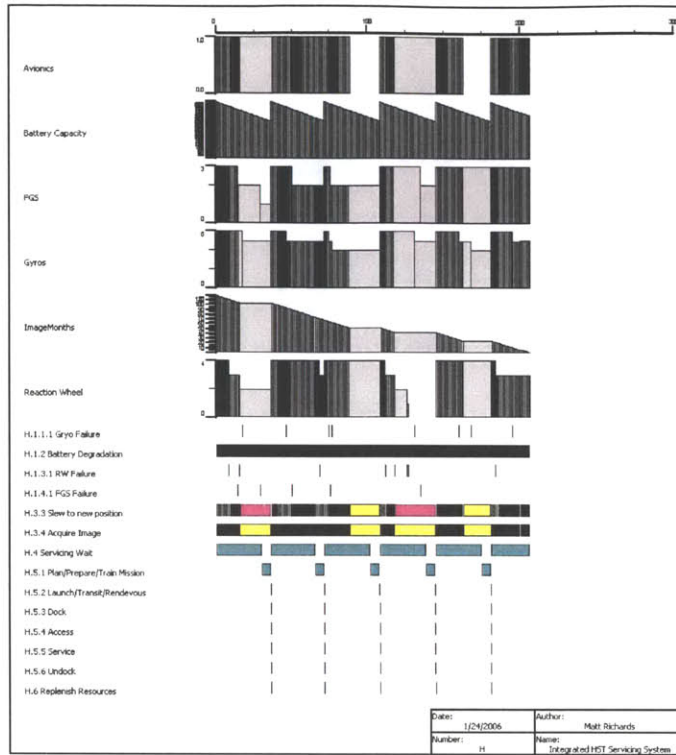 0 100 200 300
Avionics
1.0
0.0
Battery Capacity
FGS
3
0
Gyros
6
0
ImageMonths
Reaction Wheel
4
0
H.1.1.1 Gryo Failure
H.1.2 Battery Degradation
H.1.3.1 RW Failure
H.1.4.1 FGS Failure
H.3.3 Slew to new position
H.3.4 Acquire Image
H.4 Servicing Wait
H.5.1 Plan/Prepare/Train Mission
H.5.2 Launch/Transit/Rendevous
H.5.3 Dock
H.5.4 Access
H.5.5 Service
H.5.6 Undock
H.6 Replenish Resources
Date: Author:
1/24/2006 Matt Richards
Number: Name:
H Integrated HST Servicing System